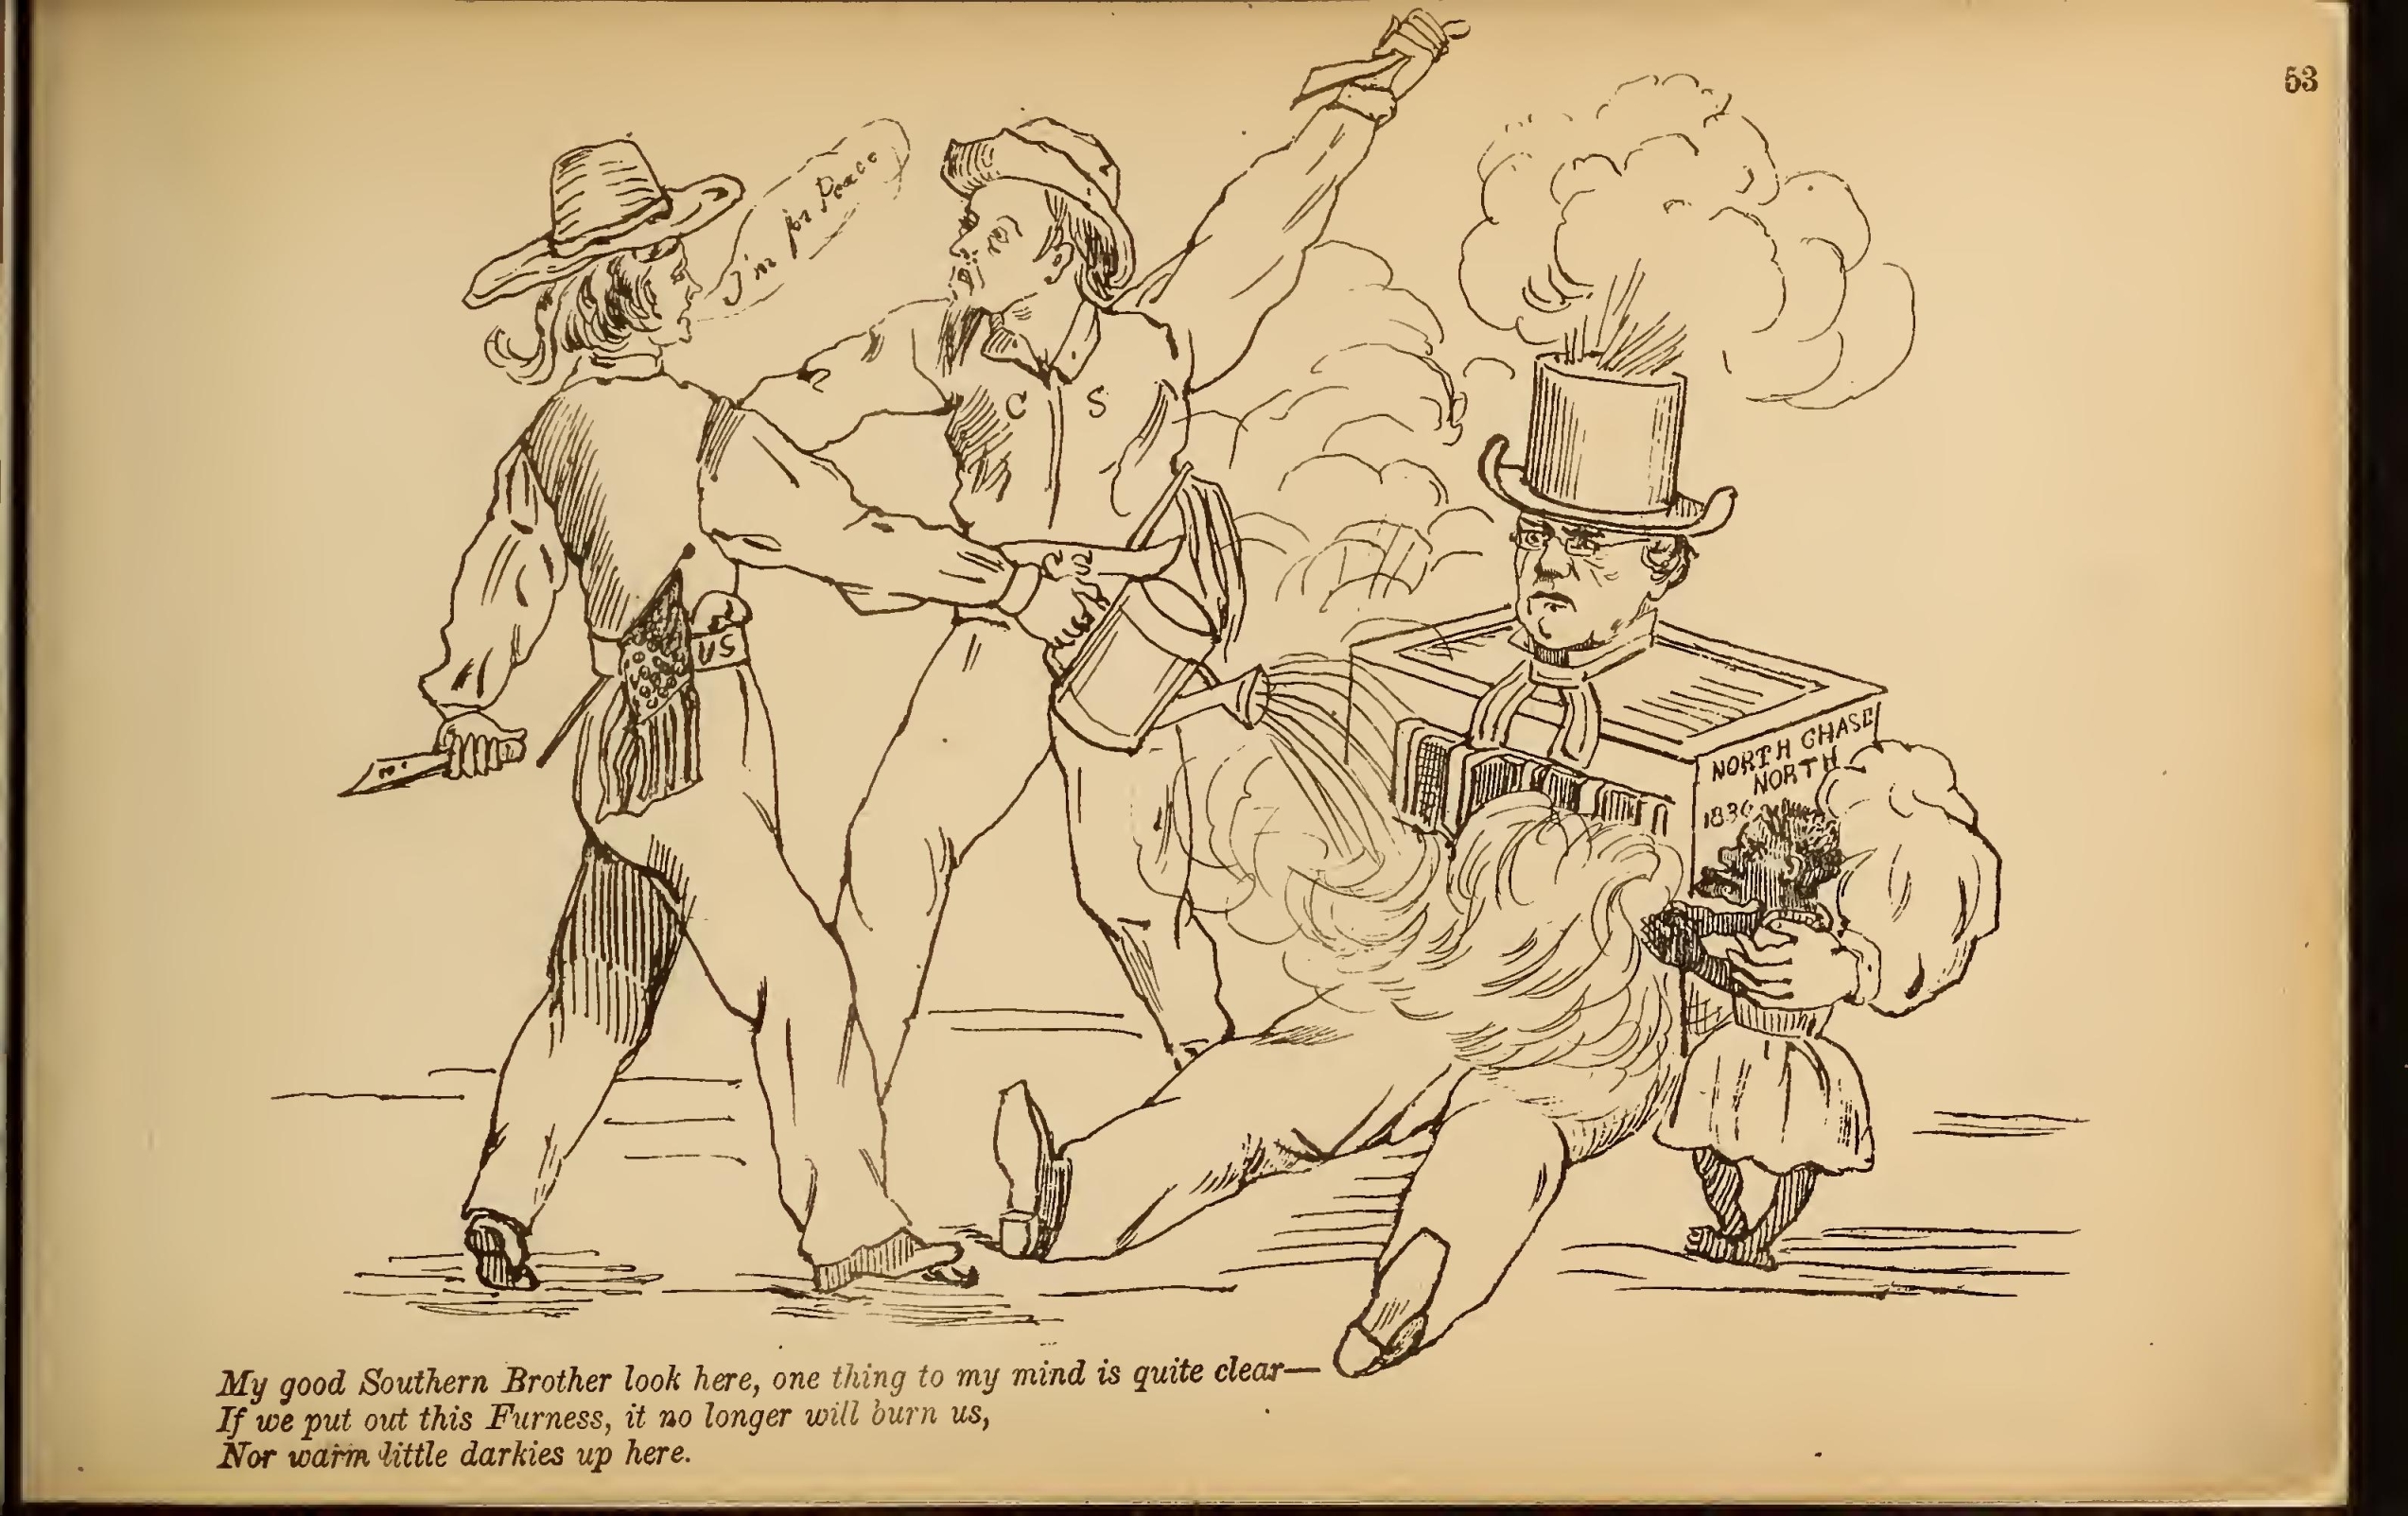 53
I'm for Peace
C S
CS
US
NORTH CHASE
NORTH
My good Southern Brother look here, one thing to my mind is quite clear—
If we put out this Furness, it no longer will burn us,
Nor warm little darkies up here.